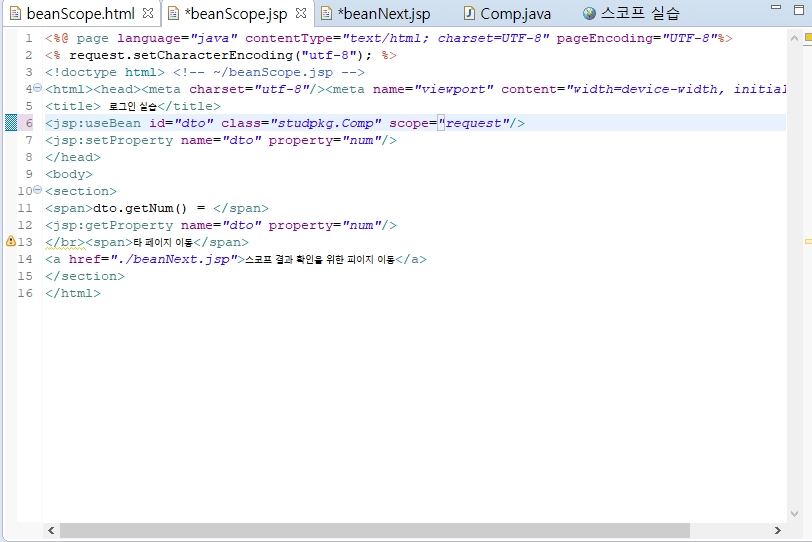 beanScope.html *beanScope.jsp *beanNext.jsp Comp.java 스코프 실습
1 <%@ page language="java" contentType="text/html; charset=UTF-8" pageEncoding="UTF-8"%>
2 <% request.setCharacterEncoding("utf-8"); %>
3 <!doctype html> <!-- ~/beanScope.jsp -->
4 <html><head><meta charset="utf-8"/><meta name="viewport" content="width=device-width, initial
5 <title> 로그인 실습</title>
6 <jsp:useBean id="dto" class="studpkg.Comp" scope="request"/>
7 <jsp:setProperty name="dto" property="num"/>
8 </head>
9 <body>
10 <section>
11 <span>dto.getNum() = </span>
12 <jsp:getProperty name="dto" property="num"/>
13 </br><span>타 페이지 이동</span>
14 <a href="./beanNext.jsp">스코프 결과 확인을 위한 피이지 이동</a>
15 </section>
16 </html>